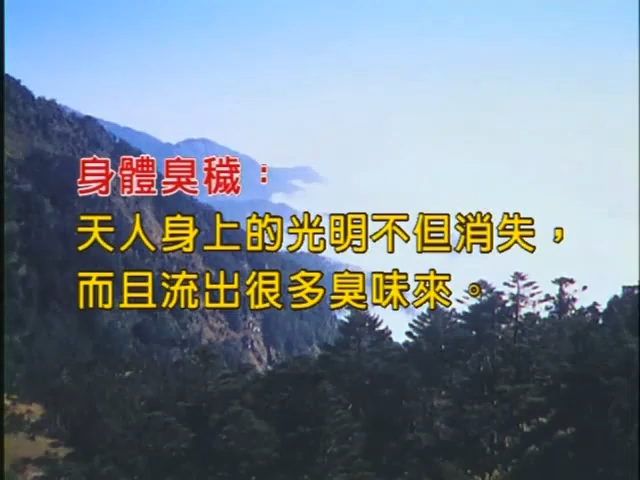 身體臭穢：
天人身上的光明不但消失，
而且流出很多臭味來。